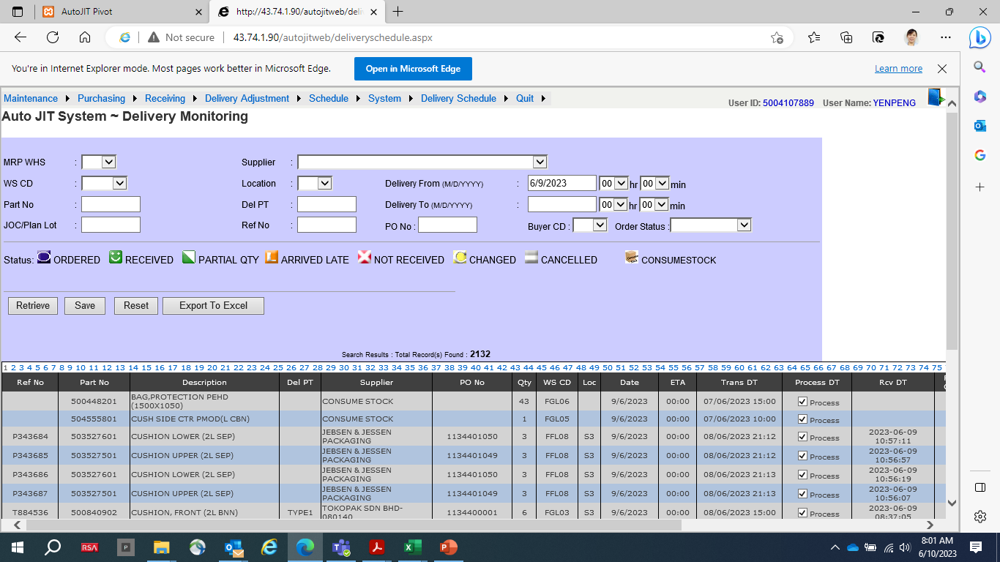 AutoJIT Pivot
http://43.74.1.90/autojitweb/deli
Not secure 43.74.1.90/autojitweb/deliveryschedule.aspx
You're in Internet Explorer mode. Most pages work better in Microsoft Edge. Open in Microsoft Edge Learn more
Maintenance Purchasing Receiving Delivery Adjustment Schedule System Delivery Schedule Quit
User ID: 5004107889 User Name: YENPENG
Auto JIT System ~ Delivery Monitoring
MRP WHS : Supplier :
WS CD : Location : Delivery From (M/D/YYYY) : 6/9/2023 00 hr 00 min
Part No : Del PT : Delivery To (M/D/YYYY) : 00 hr 00 min
JOC/Plan Lot : Ref No : PO No : Buyer CD : Order Status :
Status: ORDERED RECEIVED PARTIAL QTY ARRIVED LATE NOT RECEIVED CHANGED CANCELLED CONSUMESTOCK
Retrieve Save Reset Export To Excel
Search Results : Total Record(s) Found : 2132
1 2 3 4 5 6 7 8 9 10 11 12 13 14 15 16 17 18 19 20 21 22 23 24 25 26 27 28 29 30 31 32 33 34 35 36 37 38 39 40 41 42 43 44 45 46 47 48 49 50 51 52 53 54 55 56 57 58 59 60 61 62 63 64 65 66 67 68 69 70 71 72 73 74 75
Ref No Part No Description Del PT Supplier PO No Qty WS CD Loc Date ETA Trans DT Process DT Rcv DT
500448201 BAG,PROTECTION PEHD (1500X1050) CONSUME STOCK 43 FGL06 9/6/2023 00:00 07/06/2023 15:00 Process
504555801 CUSH SIDE CTR PMOD(L CBN) CONSUME STOCK 1 FGL05 9/6/2023 00:00 07/06/2023 10:00 Process
P343684 503527601 CUSHION LOWER (2L SEP) JEBSEN & JESSEN PACKAGING 1134401050 3 FFL08 S3 9/6/2023 00:00 08/06/2023 21:12 Process 2023-06-09 10:57:11
P343685 503527501 CUSHION UPPER (2L SEP) JEBSEN & JESSEN PACKAGING 1134401049 3 FFL08 S3 9/6/2023 00:00 08/06/2023 21:12 Process 2023-06-09 10:56:57
P343686 503527601 CUSHION LOWER (2L SEP) JEBSEN & JESSEN PACKAGING 1134401050 3 FFL08 S3 9/6/2023 00:00 08/06/2023 21:13 Process 2023-06-09 10:56:19
P343687 503527501 CUSHION UPPER (2L SEP) JEBSEN & JESSEN PACKAGING 1134401049 3 FFL08 S3 9/6/2023 00:00 08/06/2023 21:13 Process 2023-06-09 10:56:07
T884536 500840902 CUSHION, FRONT (2L BNN) TYPE1 TOKOPAK SDN BHD-080140 1134400001 6 FGL03 S3 9/6/2023 00:00 08/06/2023 15:00 Process 2023-06-09 08:37:05
RSA
8:01 AM
6/10/2023